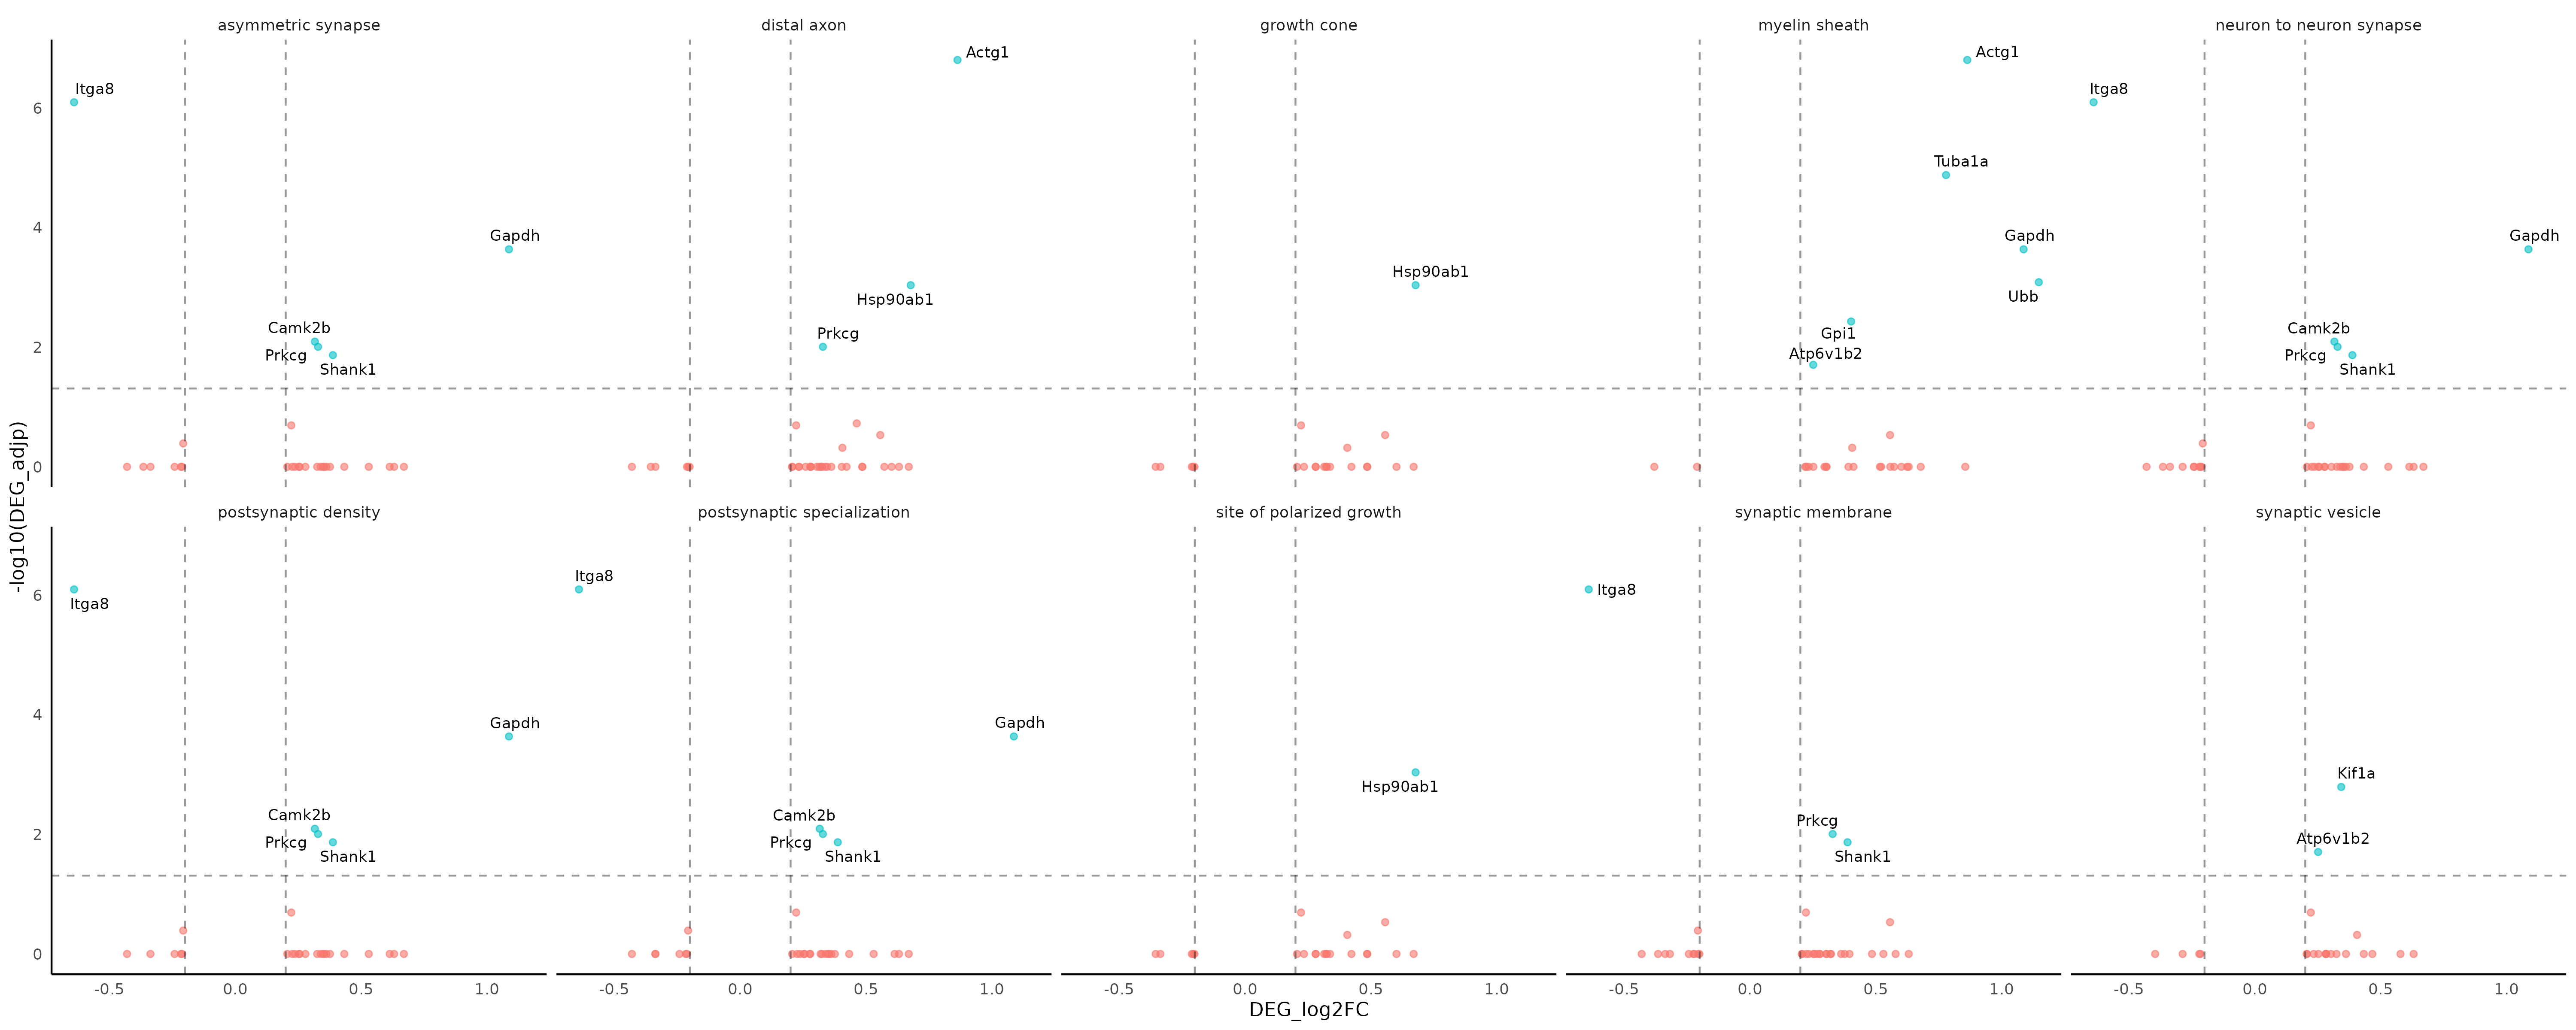 asymmetric synapse
distal axon
growth cone
myelin sheath
neuron to neuron synapse
Itga8
Gapdh
Camk2b
Prkcg
Shank1
Actg1
Hsp90ab1
Prkcg
Hsp90ab1
Actg1
Tuba1a
Gapdh
Ubb
Gpi1
Atp6v1b2
Itga8
Gapdh
Camk2b
Prkcg
Shank1
6
4
2
0
postsynaptic density
postsynaptic specialization
site of polarized growth
synaptic membrane
synaptic vesicle
Itga8
Gapdh
Camk2b
Prkcg
Shank1
Itga8
Gapdh
Camk2b
Prkcg
Shank1
Hsp90ab1
Itga8
Prkcg
Shank1
Kif1a
Atp6v1b2
6
4
2
0
-0.5 0.0 0.5 1.0
-0.5 0.0 0.5 1.0
-0.5 0.0 0.5 1.0
-0.5 0.0 0.5 1.0
-0.5 0.0 0.5 1.0
DEG_log2FC
-log10(DEG_adjp)